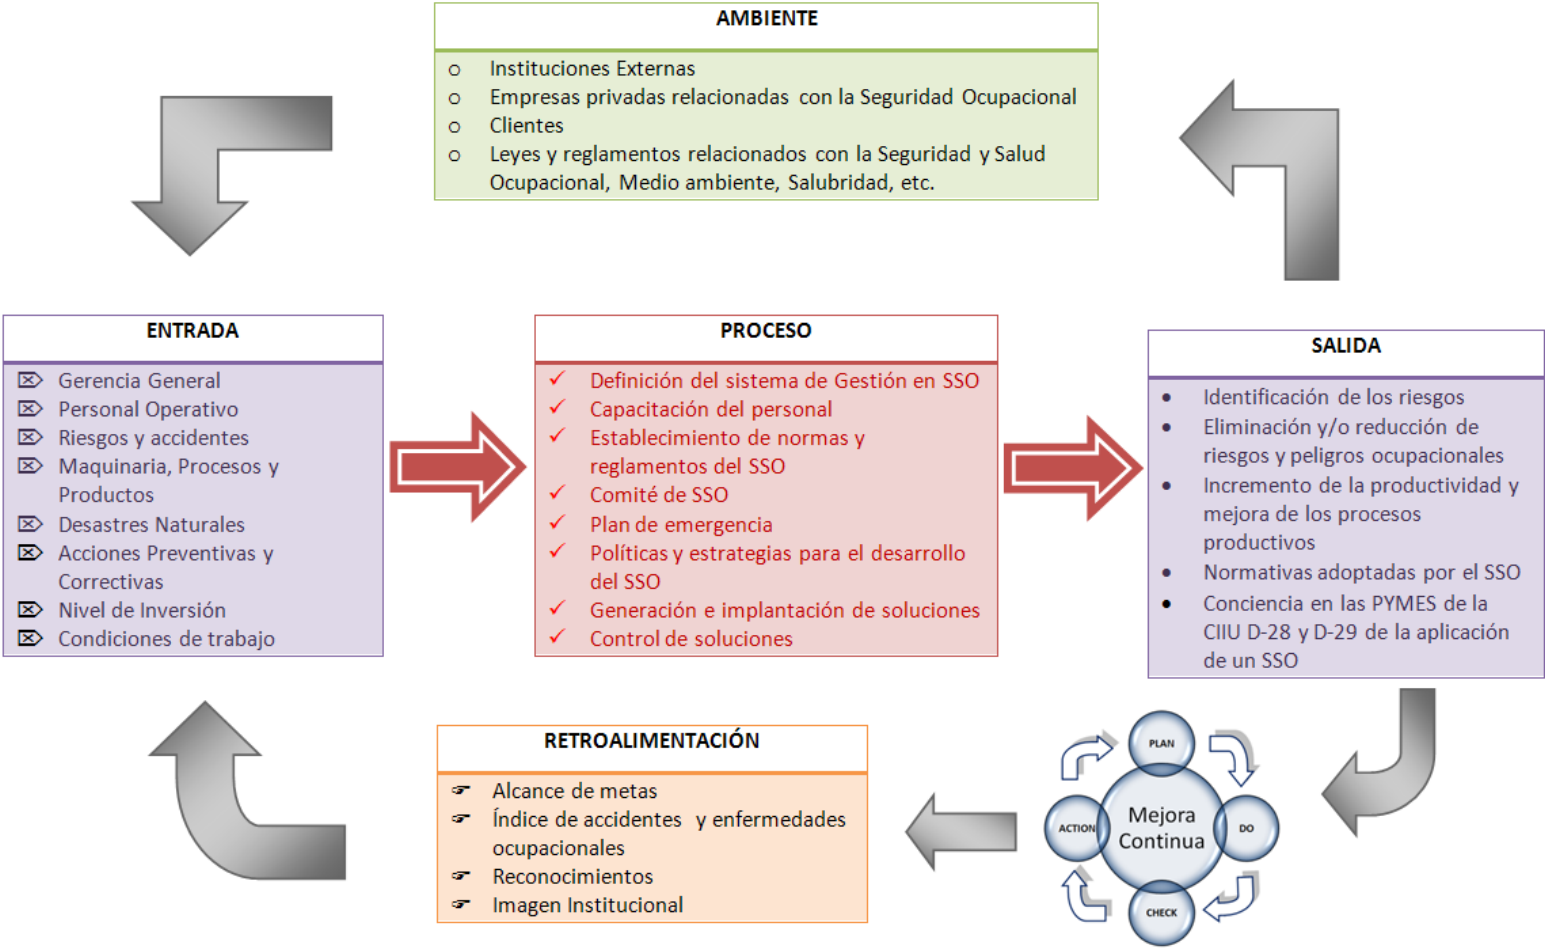 AMBIENTE
o Instituciones Externas
o Empresas privadas relacionadas con la Seguridad Ocupacional
o Clientes
o Leyes y reglamentos relacionados con la Seguridad y Salud
Ocupacional, Medio ambiente, Salubridad, etc.
ENTRADA
Gerencia General
Personal Operativo
Riesgos y accidentes
Maquinaria, Procesos y
Productos
Desastres Naturales
Acciones Preventivas y
Correctivas
Nivel de Inversión
Condiciones de trabajo
PROCESO
✓ Definición del sistema de Gestión en SSO
✓ Capacitación del personal
✓ Establecimiento de normas y
reglamentos del SSO
✓ Comité de SSO
✓ Plan de emergencia
✓ Políticas y estrategias para el desarrollo
del SSO
✓ Generación e implantación de soluciones
✓ Control de soluciones
SALIDA
• Identificación de los riesgos
• Eliminación y/o reducción de
riesgos y peligros ocupacionales
• Incremento de la productividad y
mejora de los procesos
productivos
• Normativas adoptadas por el SSO
• Conciencia en las PYMES de la
CIIU D-28 y D-29 de la aplicación
de un SSO
RETROALIMENTACIÓN
Alcance de metas
Índice de accidentes y enfermedades
ocupacionales
Reconocimientos
Imagen Institucional
PLAN
ACTION
Mejora
Continua
DO
CHECK